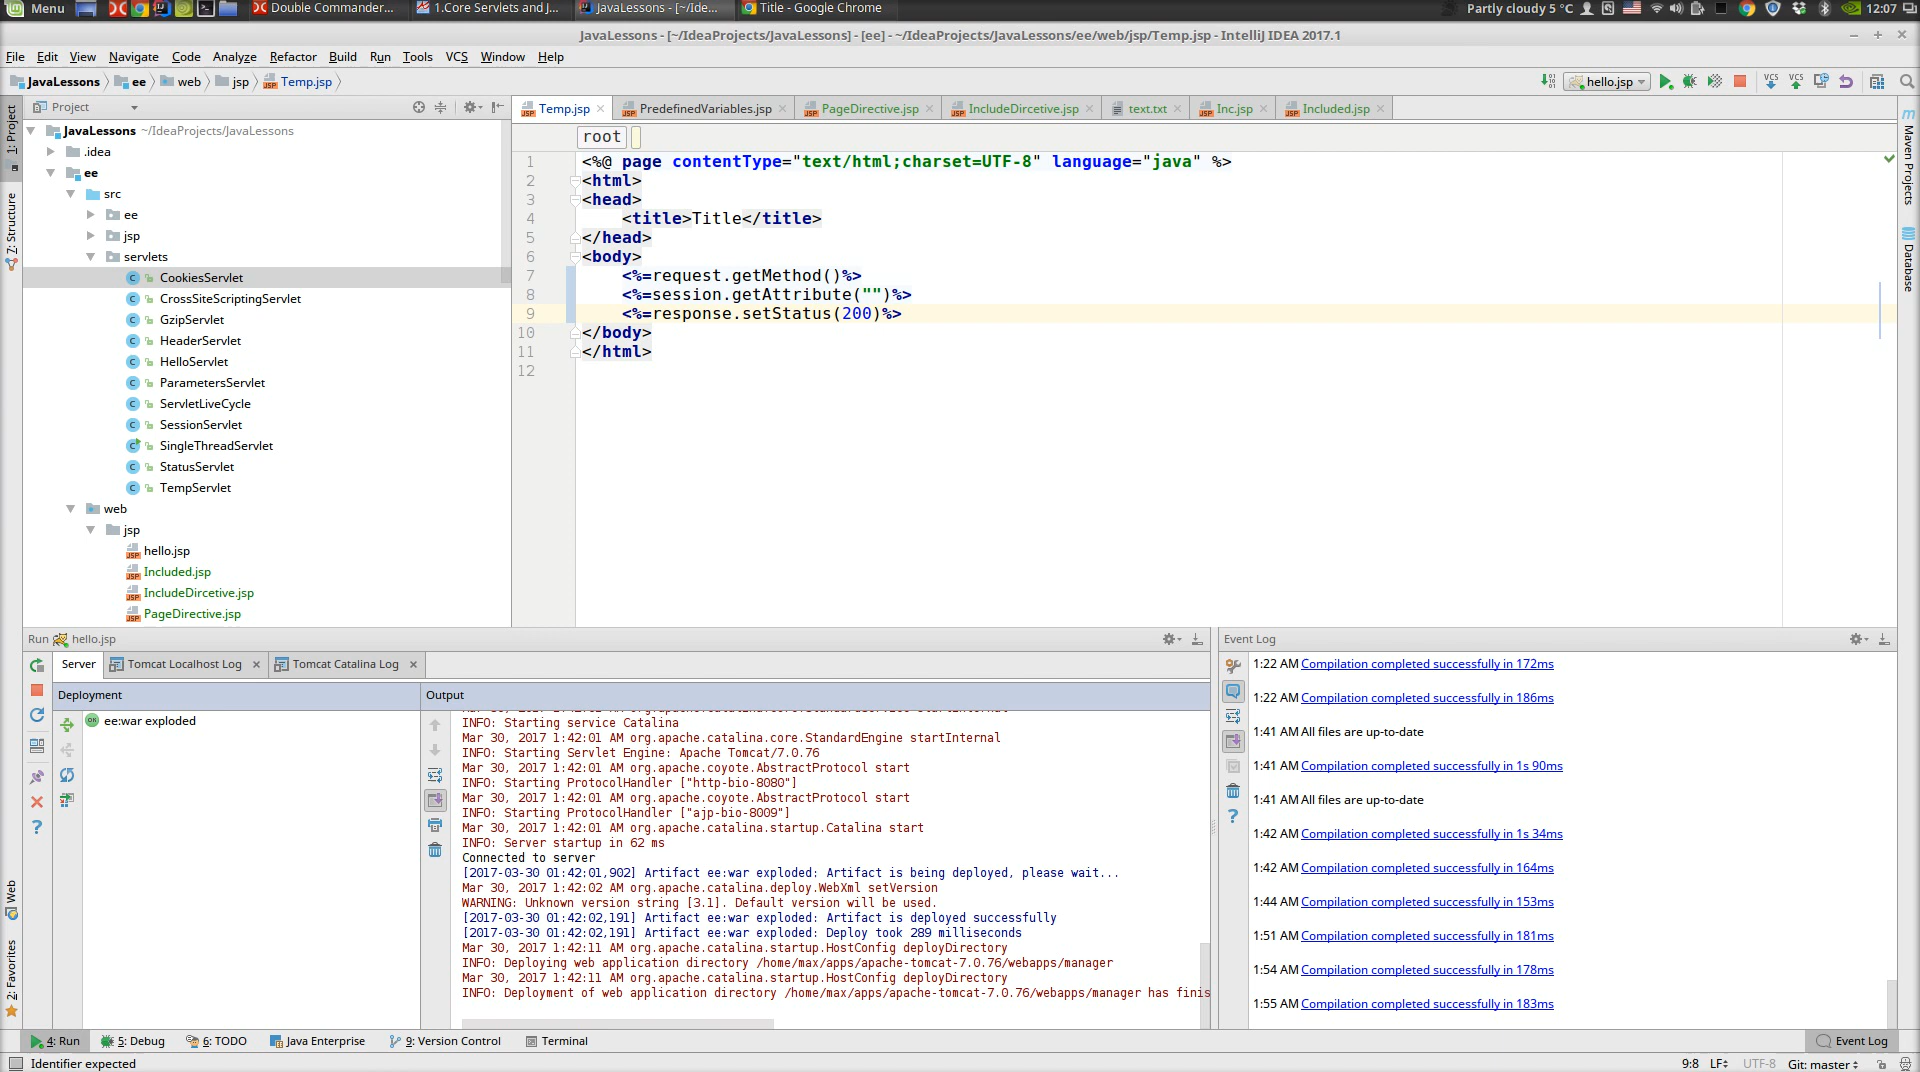 Menu
Double Commander...
1.Core Servlets and J...
JavaLessons - [~/Ide...
Title - Google Chrome
Partly cloudy 5 °C
12:07
JavaLessons - [~/IdeaProjects/JavaLessons] - [ee] - ~/IdeaProjects/JavaLessons/ee/web/jsp/Temp.jsp - IntelliJ IDEA 2017.1
File Edit View Navigate Code Analyze Refactor Build Run Tools VCS Window Help
JavaLessons ee web jsp Temp.jsp
hello.jsp
VCS VCS
1: Project
Z: Structure
Web
2: Favorites
Project
JavaLessons ~/IdeaProjects/JavaLessons
.idea
ee
src
ee
jsp
servlets
CookiesServlet
CrossSiteScriptingServlet
GzipServlet
HeaderServlet
HelloServlet
ParametersServlet
ServletLiveCycle
SessionServlet
SingleThreadServlet
StatusServlet
TempServlet
web
jsp
hello.jsp
Included.jsp
IncludeDircetive.jsp
PageDirective.jsp
Temp.jsp PredefinedVariables.jsp PageDirective.jsp IncludeDircetive.jsp text.txt Inc.jsp Included.jsp
root
1 <%@ page contentType="text/html;charset=UTF-8" language="java" %>
2 <html>
3 <head>
4 <title>Title</title>
5 </head>
6 <body>
7 <%=request.getMethod()%>
8 <%=session.getAttribute("")%>
9 <%=response.setStatus(200)%>
10 </body>
11 </html>
12
Maven Projects
Database
Run hello.jsp
Server Tomcat Localhost Log Tomcat Catalina Log
Deployment
ee:war exploded
Output
INFO: Starting service Catalina
Mar 30, 2017 1:42:01 AM org.apache.catalina.core.StandardEngine startInternal
INFO: Starting Servlet Engine: Apache Tomcat/7.0.76
Mar 30, 2017 1:42:01 AM org.apache.coyote.AbstractProtocol start
INFO: Starting ProtocolHandler ["http-bio-8080"]
Mar 30, 2017 1:42:01 AM org.apache.coyote.AbstractProtocol start
INFO: Starting ProtocolHandler ["ajp-bio-8009"]
Mar 30, 2017 1:42:01 AM org.apache.catalina.startup.Catalina start
INFO: Server startup in 62 ms
Connected to server
[2017-03-30 01:42:01,902] Artifact ee:war exploded: Artifact is being deployed, please wait...
Mar 30, 2017 1:42:02 AM org.apache.catalina.deploy.WebXml setVersion
WARNING: Unknown version string [3.1]. Default version will be used.
[2017-03-30 01:42:02,191] Artifact ee:war exploded: Artifact is deployed successfully
[2017-03-30 01:42:02,191] Artifact ee:war exploded: Deploy took 289 milliseconds
Mar 30, 2017 1:42:11 AM org.apache.catalina.startup.HostConfig deployDirectory
INFO: Deploying web application directory /home/max/apps/apache-tomcat-7.0.76/webapps/manager
Mar 30, 2017 1:42:11 AM org.apache.catalina.startup.HostConfig deployDirectory
INFO: Deployment of web application directory /home/max/apps/apache-tomcat-7.0.76/webapps/manager has finis
Event Log
1:22 AM Compilation completed successfully in 172ms
1:22 AM Compilation completed successfully in 186ms
1:41 AM All files are up-to-date
1:41 AM Compilation completed successfully in 1s 90ms
1:41 AM All files are up-to-date
1:42 AM Compilation completed successfully in 1s 34ms
1:42 AM Compilation completed successfully in 164ms
1:44 AM Compilation completed successfully in 153ms
1:51 AM Compilation completed successfully in 181ms
1:54 AM Compilation completed successfully in 178ms
1:55 AM Compilation completed successfully in 183ms
4: Run 5: Debug 6: TODO Java Enterprise 9: Version Control Terminal Event Log
Identifier expected 9:8 LF UTF-8 Git: master